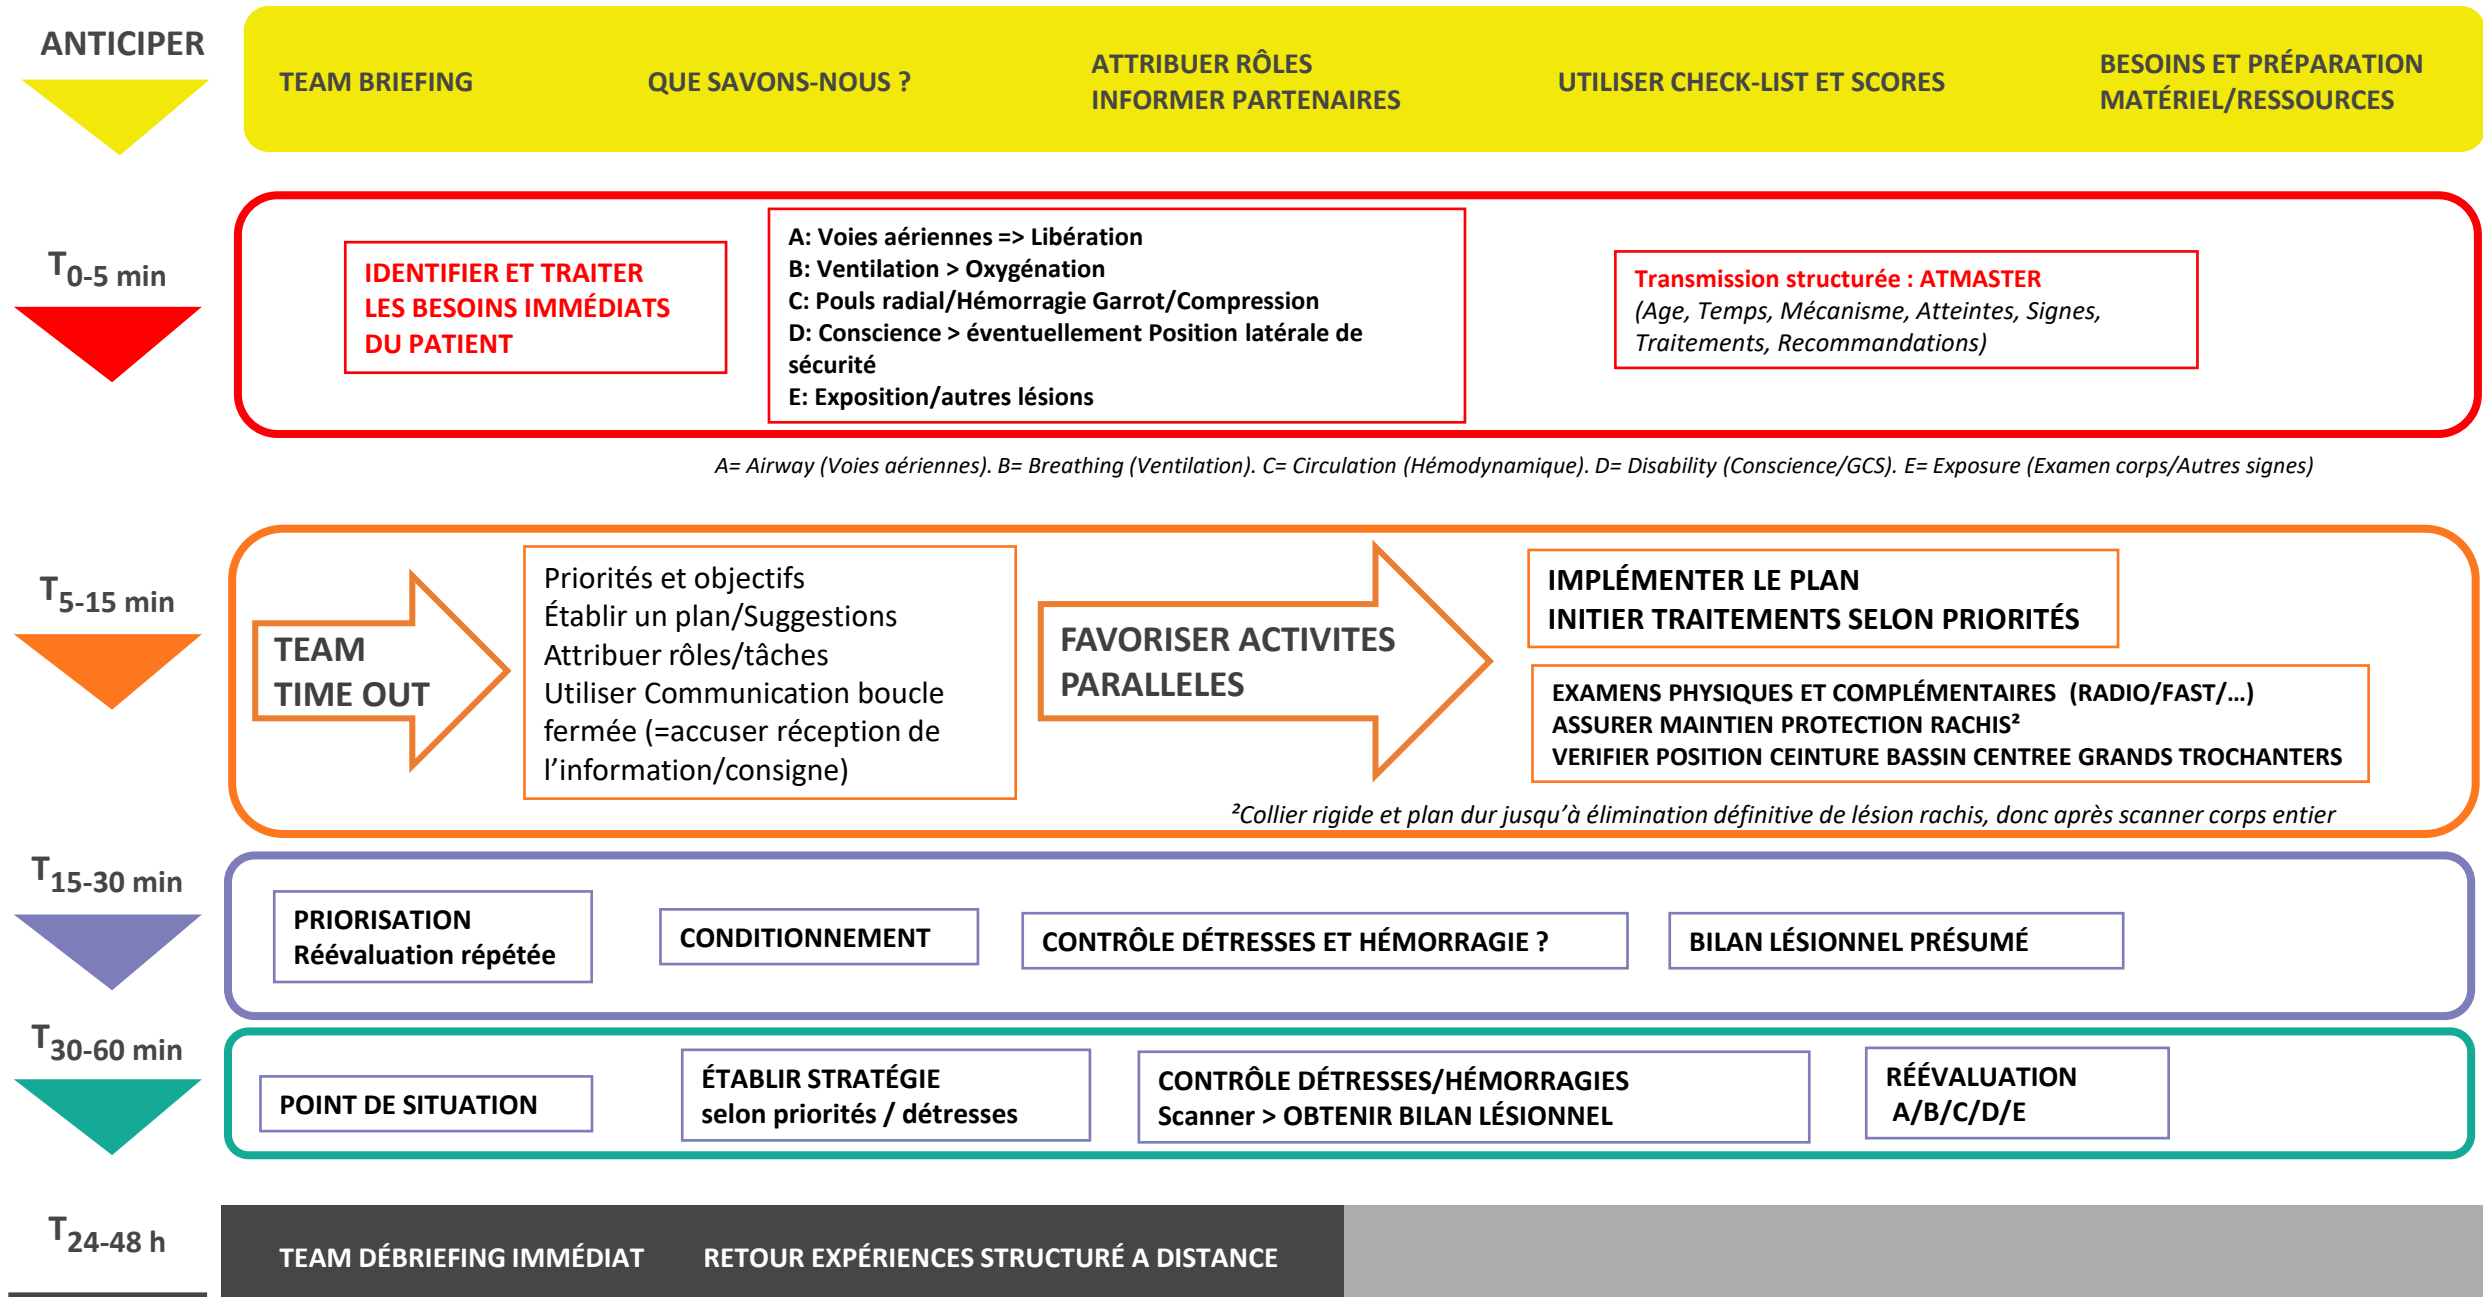 ANTICIPER
TEAM BRIEFING
QUE SAVONS-NOUS ?
ATTRIBUER RÔLES
INFORMER PARTENAIRES
UTILISER CHECK-LIST ET SCORES
BESOINS ET PRÉPARATION
MATÉRIEL/RESSOURCES
T0-5 min
IDENTIFIER ET TRAITER
LES BESOINS IMMÉDIATS
DU PATIENT
A: Voies aériennes => Libération
B: Ventilation > Oxygénation
C: Pouls radial/Hémorragie Garrot/Compression
D: Conscience > éventuellement Position latérale de
sécurité
E: Exposition/autres lésions
Transmission structurée : ATMASTER
(Age, Temps, Mécanisme, Atteintes, Signes,
Traitements, Recommandations)
A= Airway (Voies aériennes). B= Breathing (Ventilation). C= Circulation (Hémodynamique). D= Disability (Conscience/GCS). E= Exposure (Examen corps/Autres signes)
T5-15 min
TEAM
TIME OUT
Priorités et objectifs
Établir un plan/Suggestions
Attribuer rôles/tâches
Utiliser Communication boucle
fermée (=accuser réception de
l’information/consigne)
FAVORISER ACTIVITES
PARALLELES
IMPLÉMENTER LE PLAN
INITIER TRAITEMENTS SELON PRIORITÉS
EXAMENS PHYSIQUES ET COMPLÉMENTAIRES  (RADIO/FAST/…)
ASSURER MAINTIEN PROTECTION RACHIS²
VERIFIER POSITION CEINTURE BASSIN CENTREE GRANDS TROCHANTERS
²Collier rigide et plan dur jusqu’à élimination définitive de lésion rachis, donc après scanner corps entier
T15-30 min
PRIORISATION
Réévaluation répétée
CONDITIONNEMENT
CONTRÔLE DÉTRESSES ET HÉMORRAGIE ?
BILAN LÉSIONNEL PRÉSUMÉ
T30-60 min
POINT DE SITUATION
ÉTABLIR STRATÉGIE
selon priorités / détresses
CONTRÔLE DÉTRESSES/HÉMORRAGIES
Scanner > OBTENIR BILAN LÉSIONNEL
RÉÉVALUATION
A/B/C/D/E
T24-48 h
TEAM DÉBRIEFING IMMÉDIAT
RETOUR EXPÉRIENCES STRUCTURÉ A DISTANCE